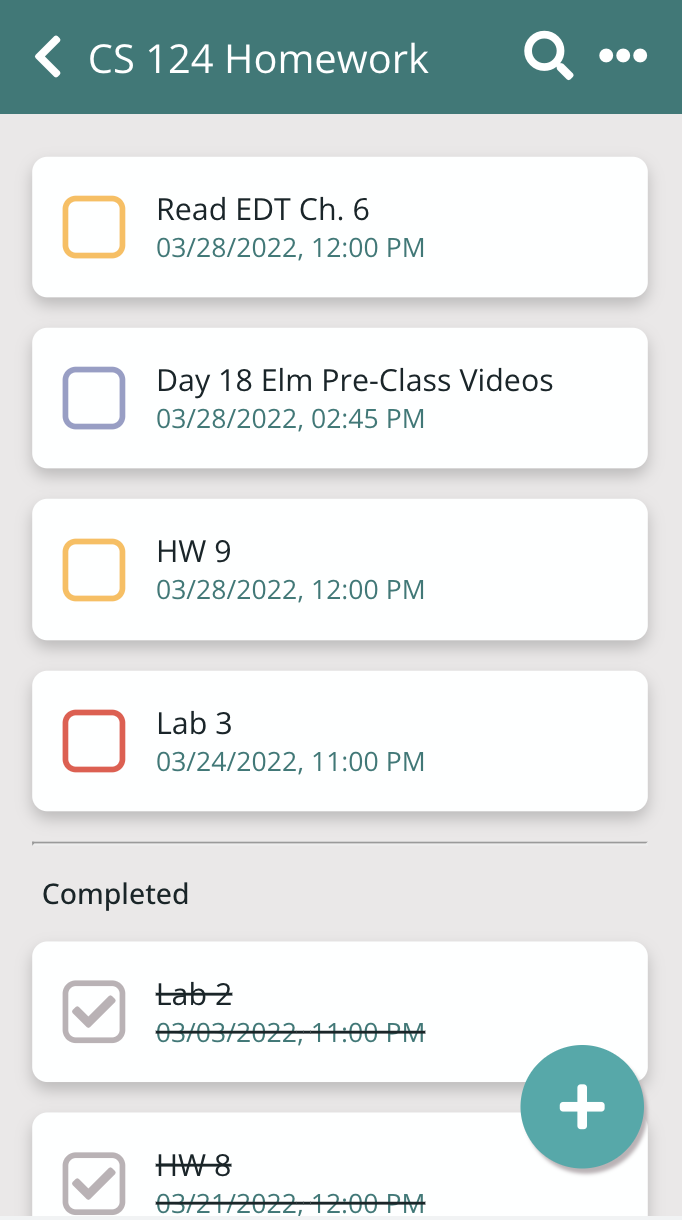 CS 124 Homework
Read EDT Ch. 6
03/28/2022, 12:00 PM
Day 18 Elm Pre-Class Videos
03/28/2022, 02:45 PM
HW 9
03/28/2022, 12:00 PM
Lab 3
03/24/2022, 11:00 PM
Completed
Lab 2
03/03/2022, 11:00 PM
HW 8
03/21/2022, 12:00 PM